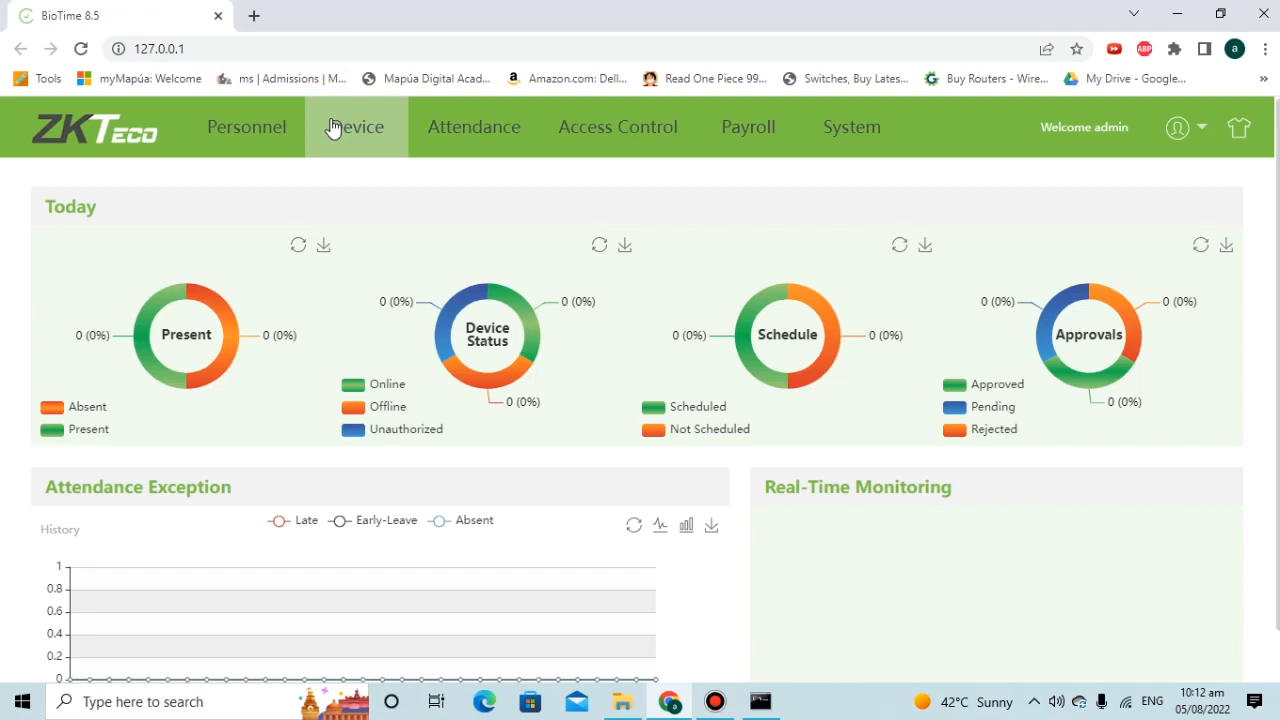 BioTime 8.5
127.0.0.1
Tools
myMapúa: Welcome
ms | Admissions | M...
Mapúa Digital Acad...
Amazon.com: Dell...
Read One Piece 99...
Switches, Buy Lates...
Buy Routers - Wire...
My Drive - Google...
»
a
ABP
ZKTECO
Personnel
Device
Attendance
Access Control
Payroll
System
Welcome admin
Today
0 (0%)
Present
0 (0%)
Absent
Present
0 (0%)
Device
Status
0 (0%)
0 (0%)
Online
Offline
Unauthorized
0 (0%)
Schedule
0 (0%)
Scheduled
Not Scheduled
0 (0%)
Approvals
0 (0%)
0 (0%)
Approved
Pending
Rejected
Attendance Exception
Real-Time Monitoring
History
Late
Early-Leave
Absent
1
0.8
0.6
0.4
0.2
0
Type here to search
a
42°C Sunny
ENG
10:12 am
05/08/2022